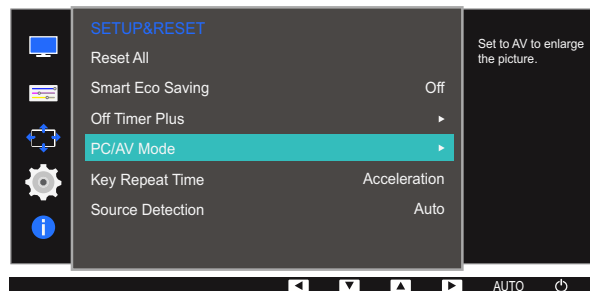 SETUP&RESET
Reset All
Smart Eco Saving Off
Off Timer Plus
PC/AV Mode
Key Repeat Time Acceleration
Source Detection Auto
Set to AV to enlarge
the picture.
AUTO